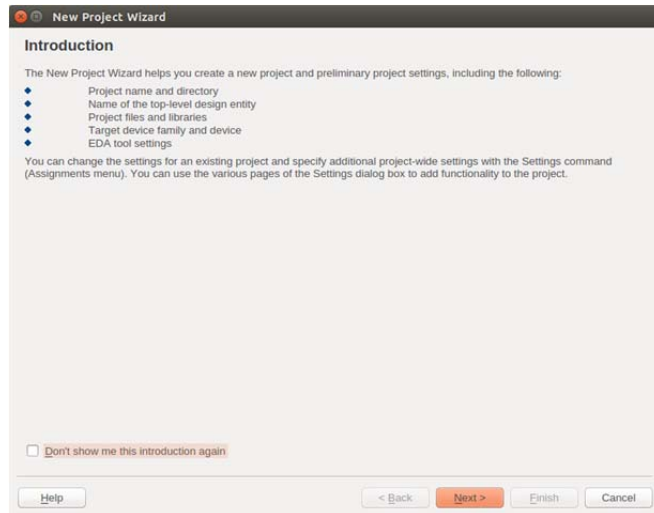 New Project Wizard
Introduction
The New Project Wizard helps you create a new project and preliminary project settings, including the following:
Project name and directory
Name of the top-level design entity
Project files and libraries
Target device family and device
EDA tool settings
You can change the settings for an existing project and specify additional project-wide settings with the Settings command
(Assignments menu). You can use the various pages of the Settings dialog box to add functionality to the project.
Don't show me this introduction again
Help
< Back
Next >
Finish
Cancel